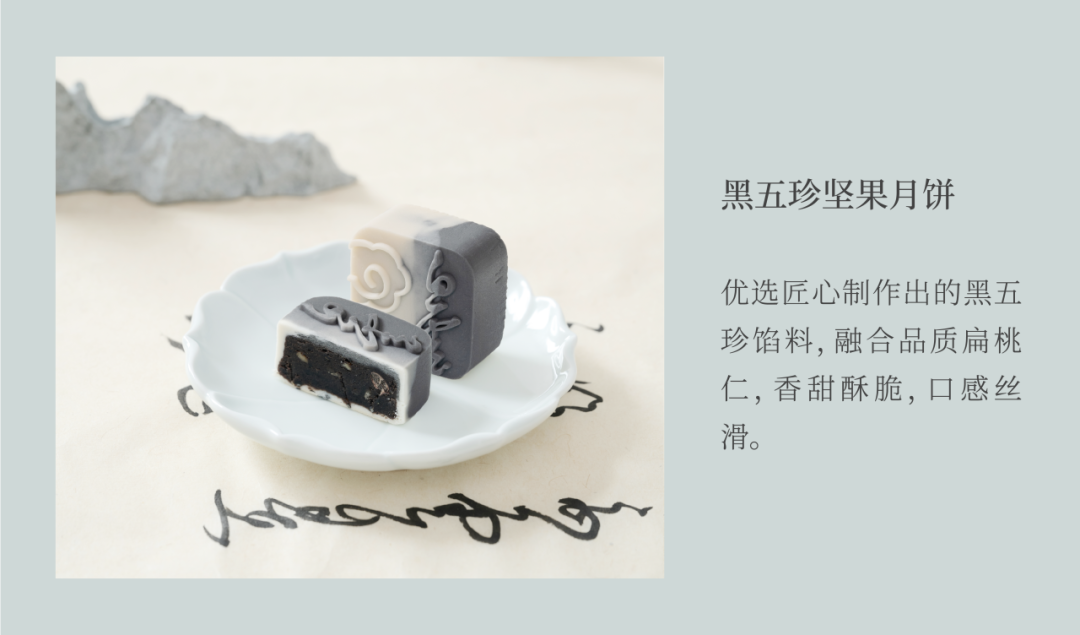 黑五珍坚果月饼
优选匠心制作出的黑五
珍馅料,融合品质扁桃
仁,香甜酥脆,口感丝
滑。